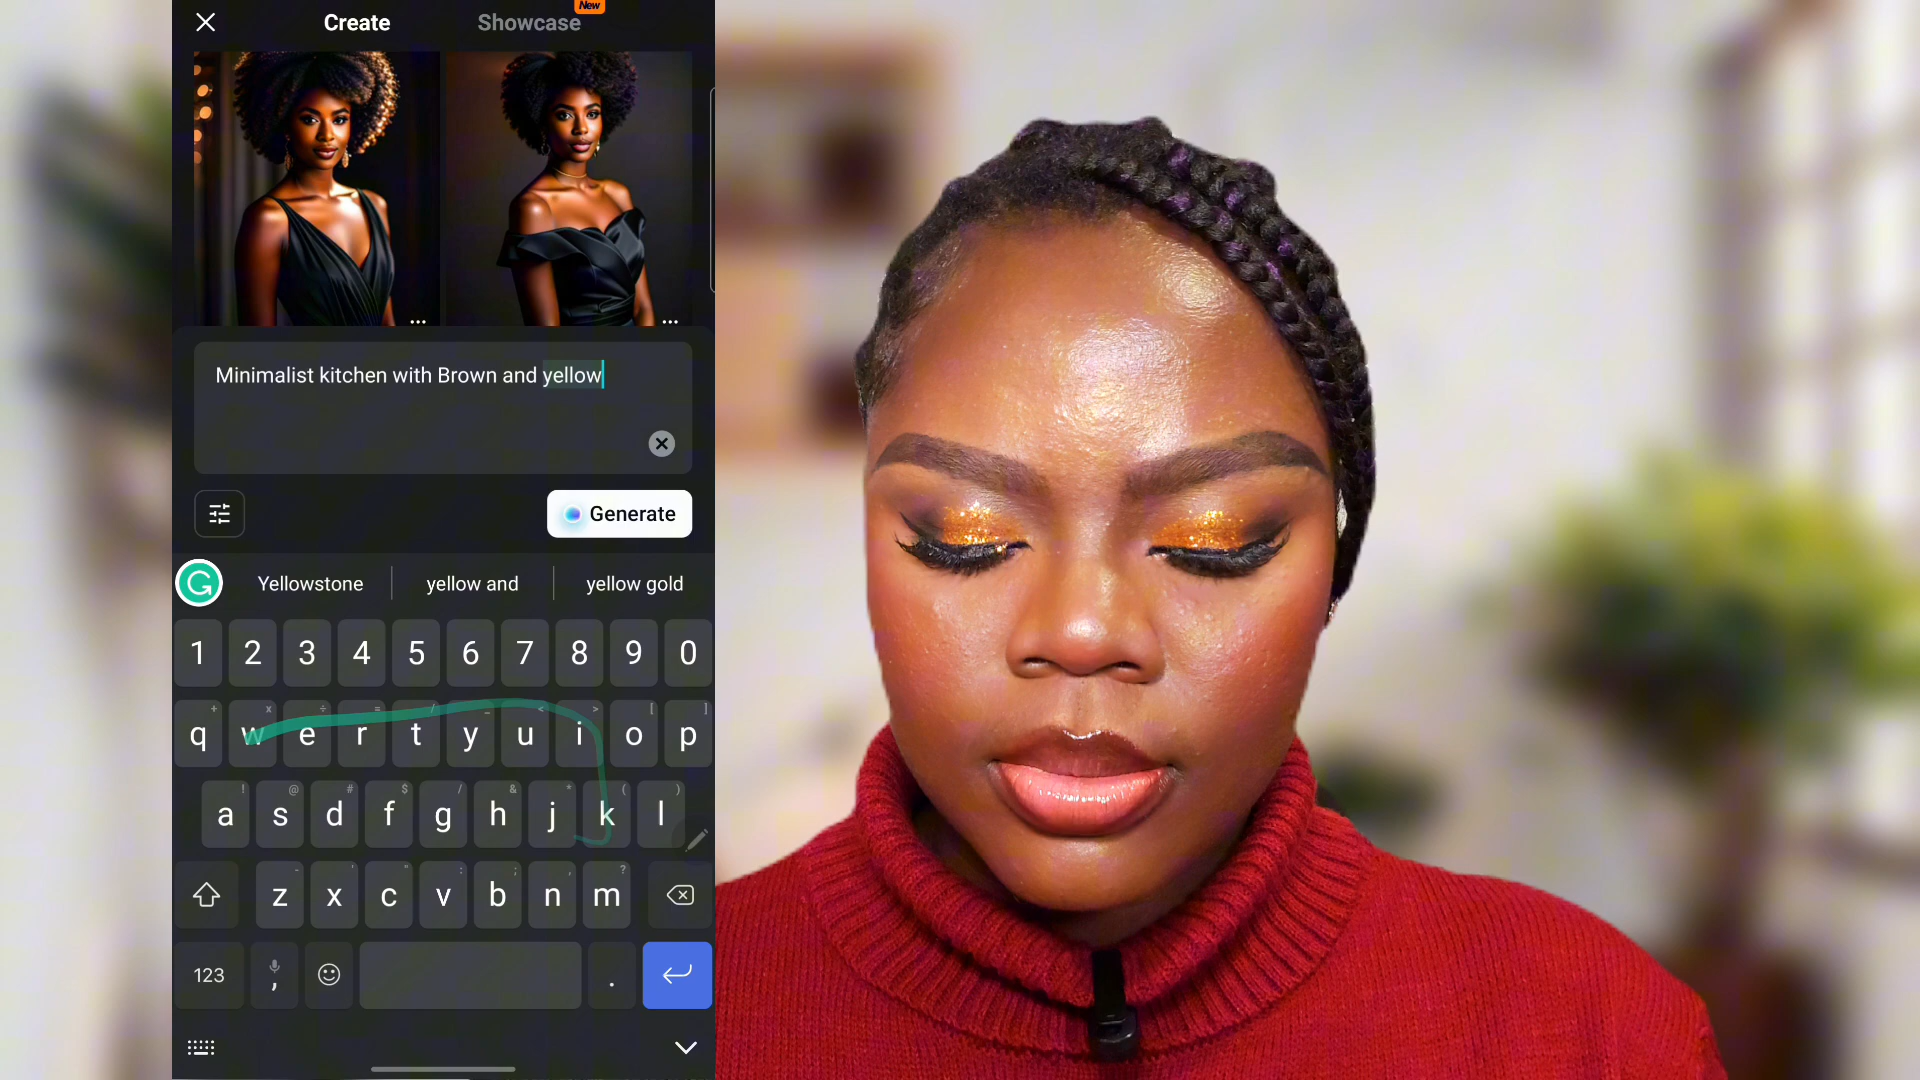 New
Create Showcase
Minimalist kitchen with Brown and yellow
Generate
Yellowstone yellow and yellow gold
1 2 3 4 5 6 7 8 9 0
+ x ÷ = / _ < > [ ]
q w e r t y u i o p
! @ # $ / & * ( )
a s d f g h j k l
- ' " : ; , ?
z x c v b n m
123 , .